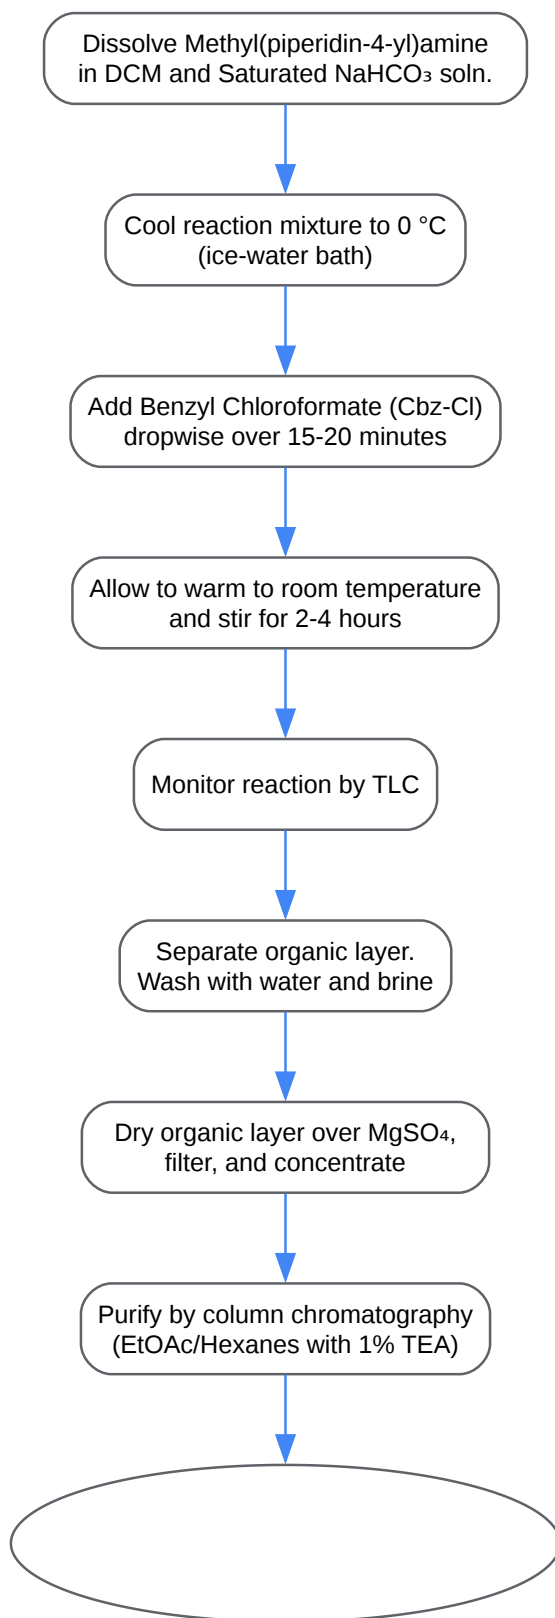 Dissolve Methyl(piperidin-4-yl)amine
in DCM and Saturated NaHCO₃ soln.
Cool reaction mixture to 0 °C
(ice-water bath)
Add Benzyl Chloroformate (Cbz-Cl)
dropwise over 15-20 minutes
Allow to warm to room temperature
and stir for 2-4 hours
Monitor reaction by TLC
Separate organic layer.
Wash with water and brine
Dry organic layer over MgSO₄,
filter, and concentrate
Purify by column chromatography
(EtOAc/Hexanes with 1% TEA)